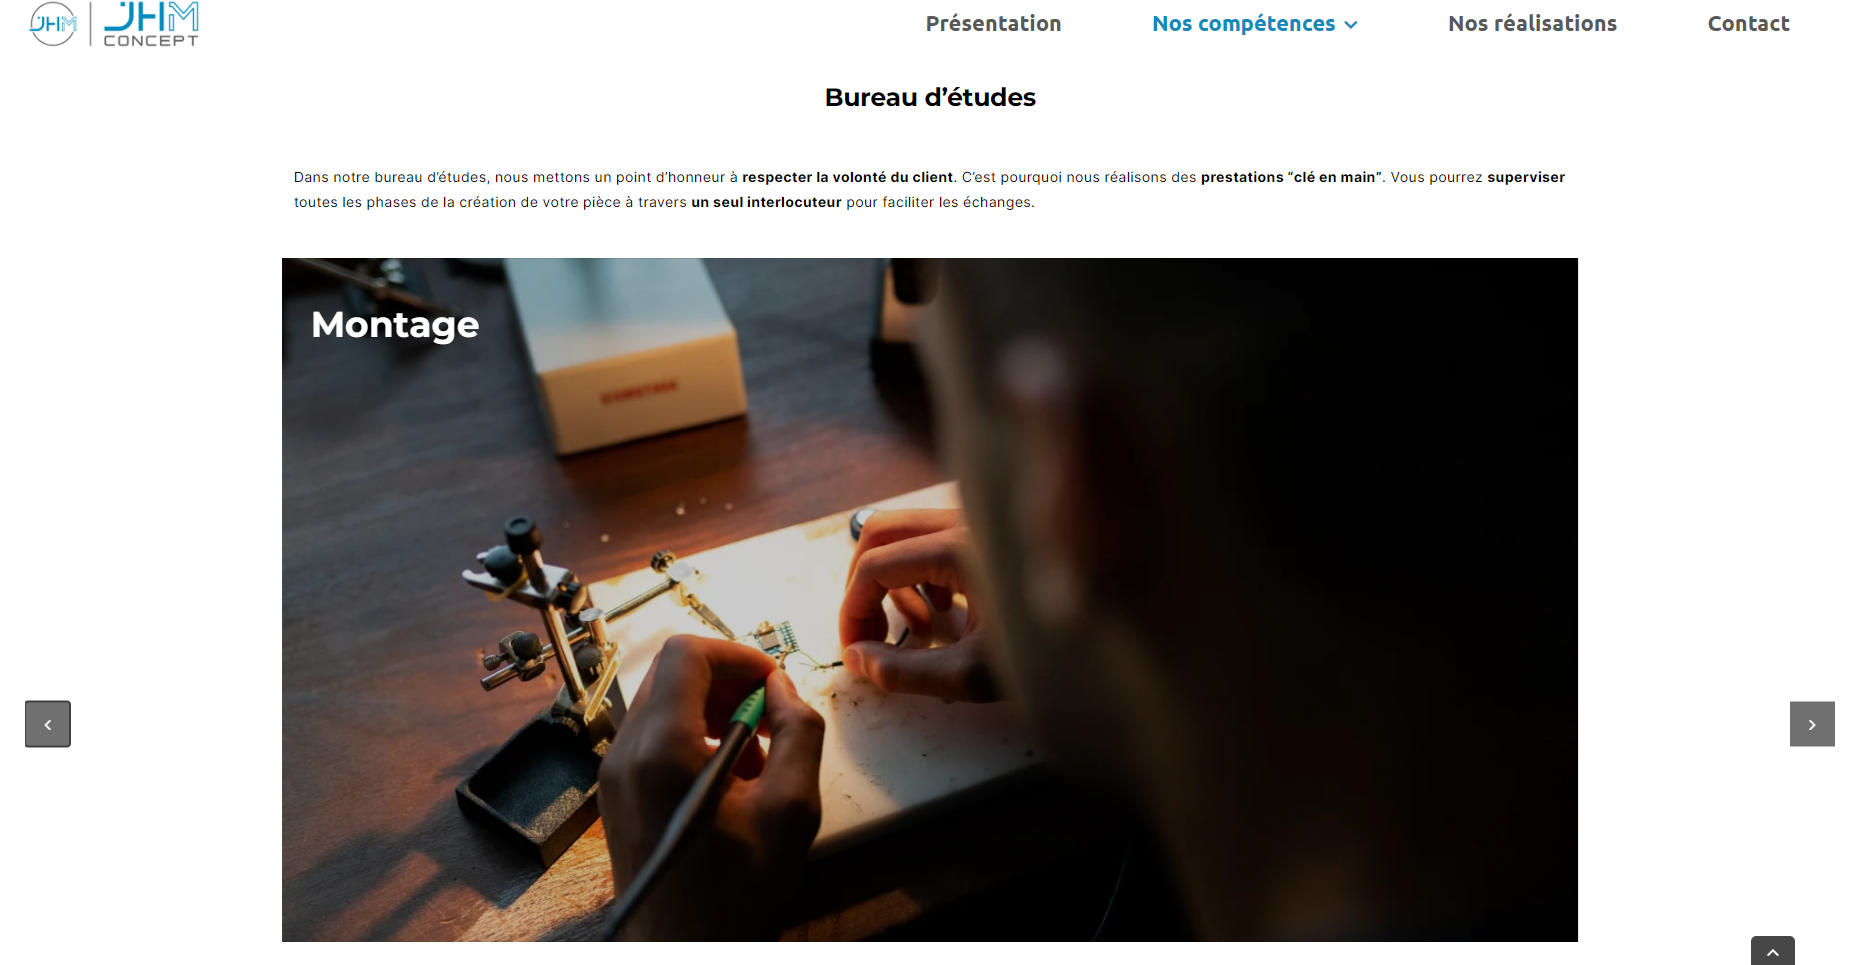 JHM JHM CONCEPT
Présentation Nos compétences Nos réalisations Contact
Bureau d’études
Dans notre bureau d’études, nous mettons un point d’honneur à respecter la volonté du client. C’est pourquoi nous réalisons des prestations “clé en main”. Vous pourrez superviser
toutes les phases de la création de votre pièce à travers un seul interlocuteur pour faciliter les échanges.
Montage